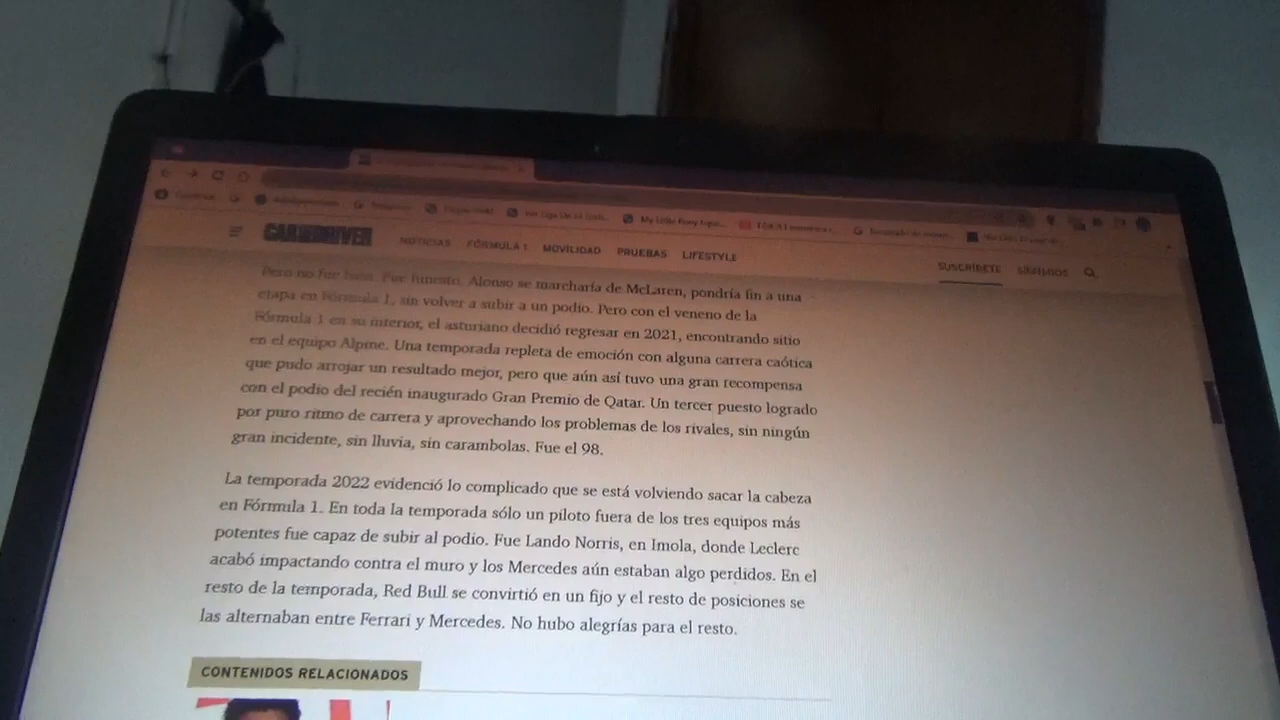 CAR AND DRIVER
NOTICIAS FÓRMULA 1 MOVILIDAD PRUEBAS LIFESTYLE
SUSCRÍBETE SÍGUENOS
Pero no fue bien. Fue funesto. Alonso se marcharía de McLaren, pondría fin a una
etapa en Fórmula 1, sin volver a subir a un podio. Pero con el veneno de la
Fórmula 1 en su interior, el asturiano decidió regresar en 2021, encontrando sitio
en el equipo Alpine. Una temporada repleta de emoción con alguna carrera caótica
que pudo arrojar un resultado mejor, pero que aún así tuvo una gran recompensa
con el podio del recién inaugurado Gran Premio de Qatar. Un tercer puesto logrado
por puro ritmo de carrera y aprovechando los problemas de los rivales, sin ningún
gran incidente, sin lluvia, sin carambolas. Fue el 98.
La temporada 2022 evidenció lo complicado que se está volviendo sacar la cabeza
en Fórmula 1. En toda la temporada sólo un piloto fuera de los tres equipos más
potentes fue capaz de subir al podio. Fue Lando Norris, en Imola, donde Leclerc
acabó impactando contra el muro y los Mercedes aún estaban algo perdidos. En el
resto de la temporada, Red Bull se convirtió en un fijo y el resto de posiciones se
las alternaban entre Ferrari y Mercedes. No hubo alegrías para el resto.
CONTENIDOS RELACIONADOS